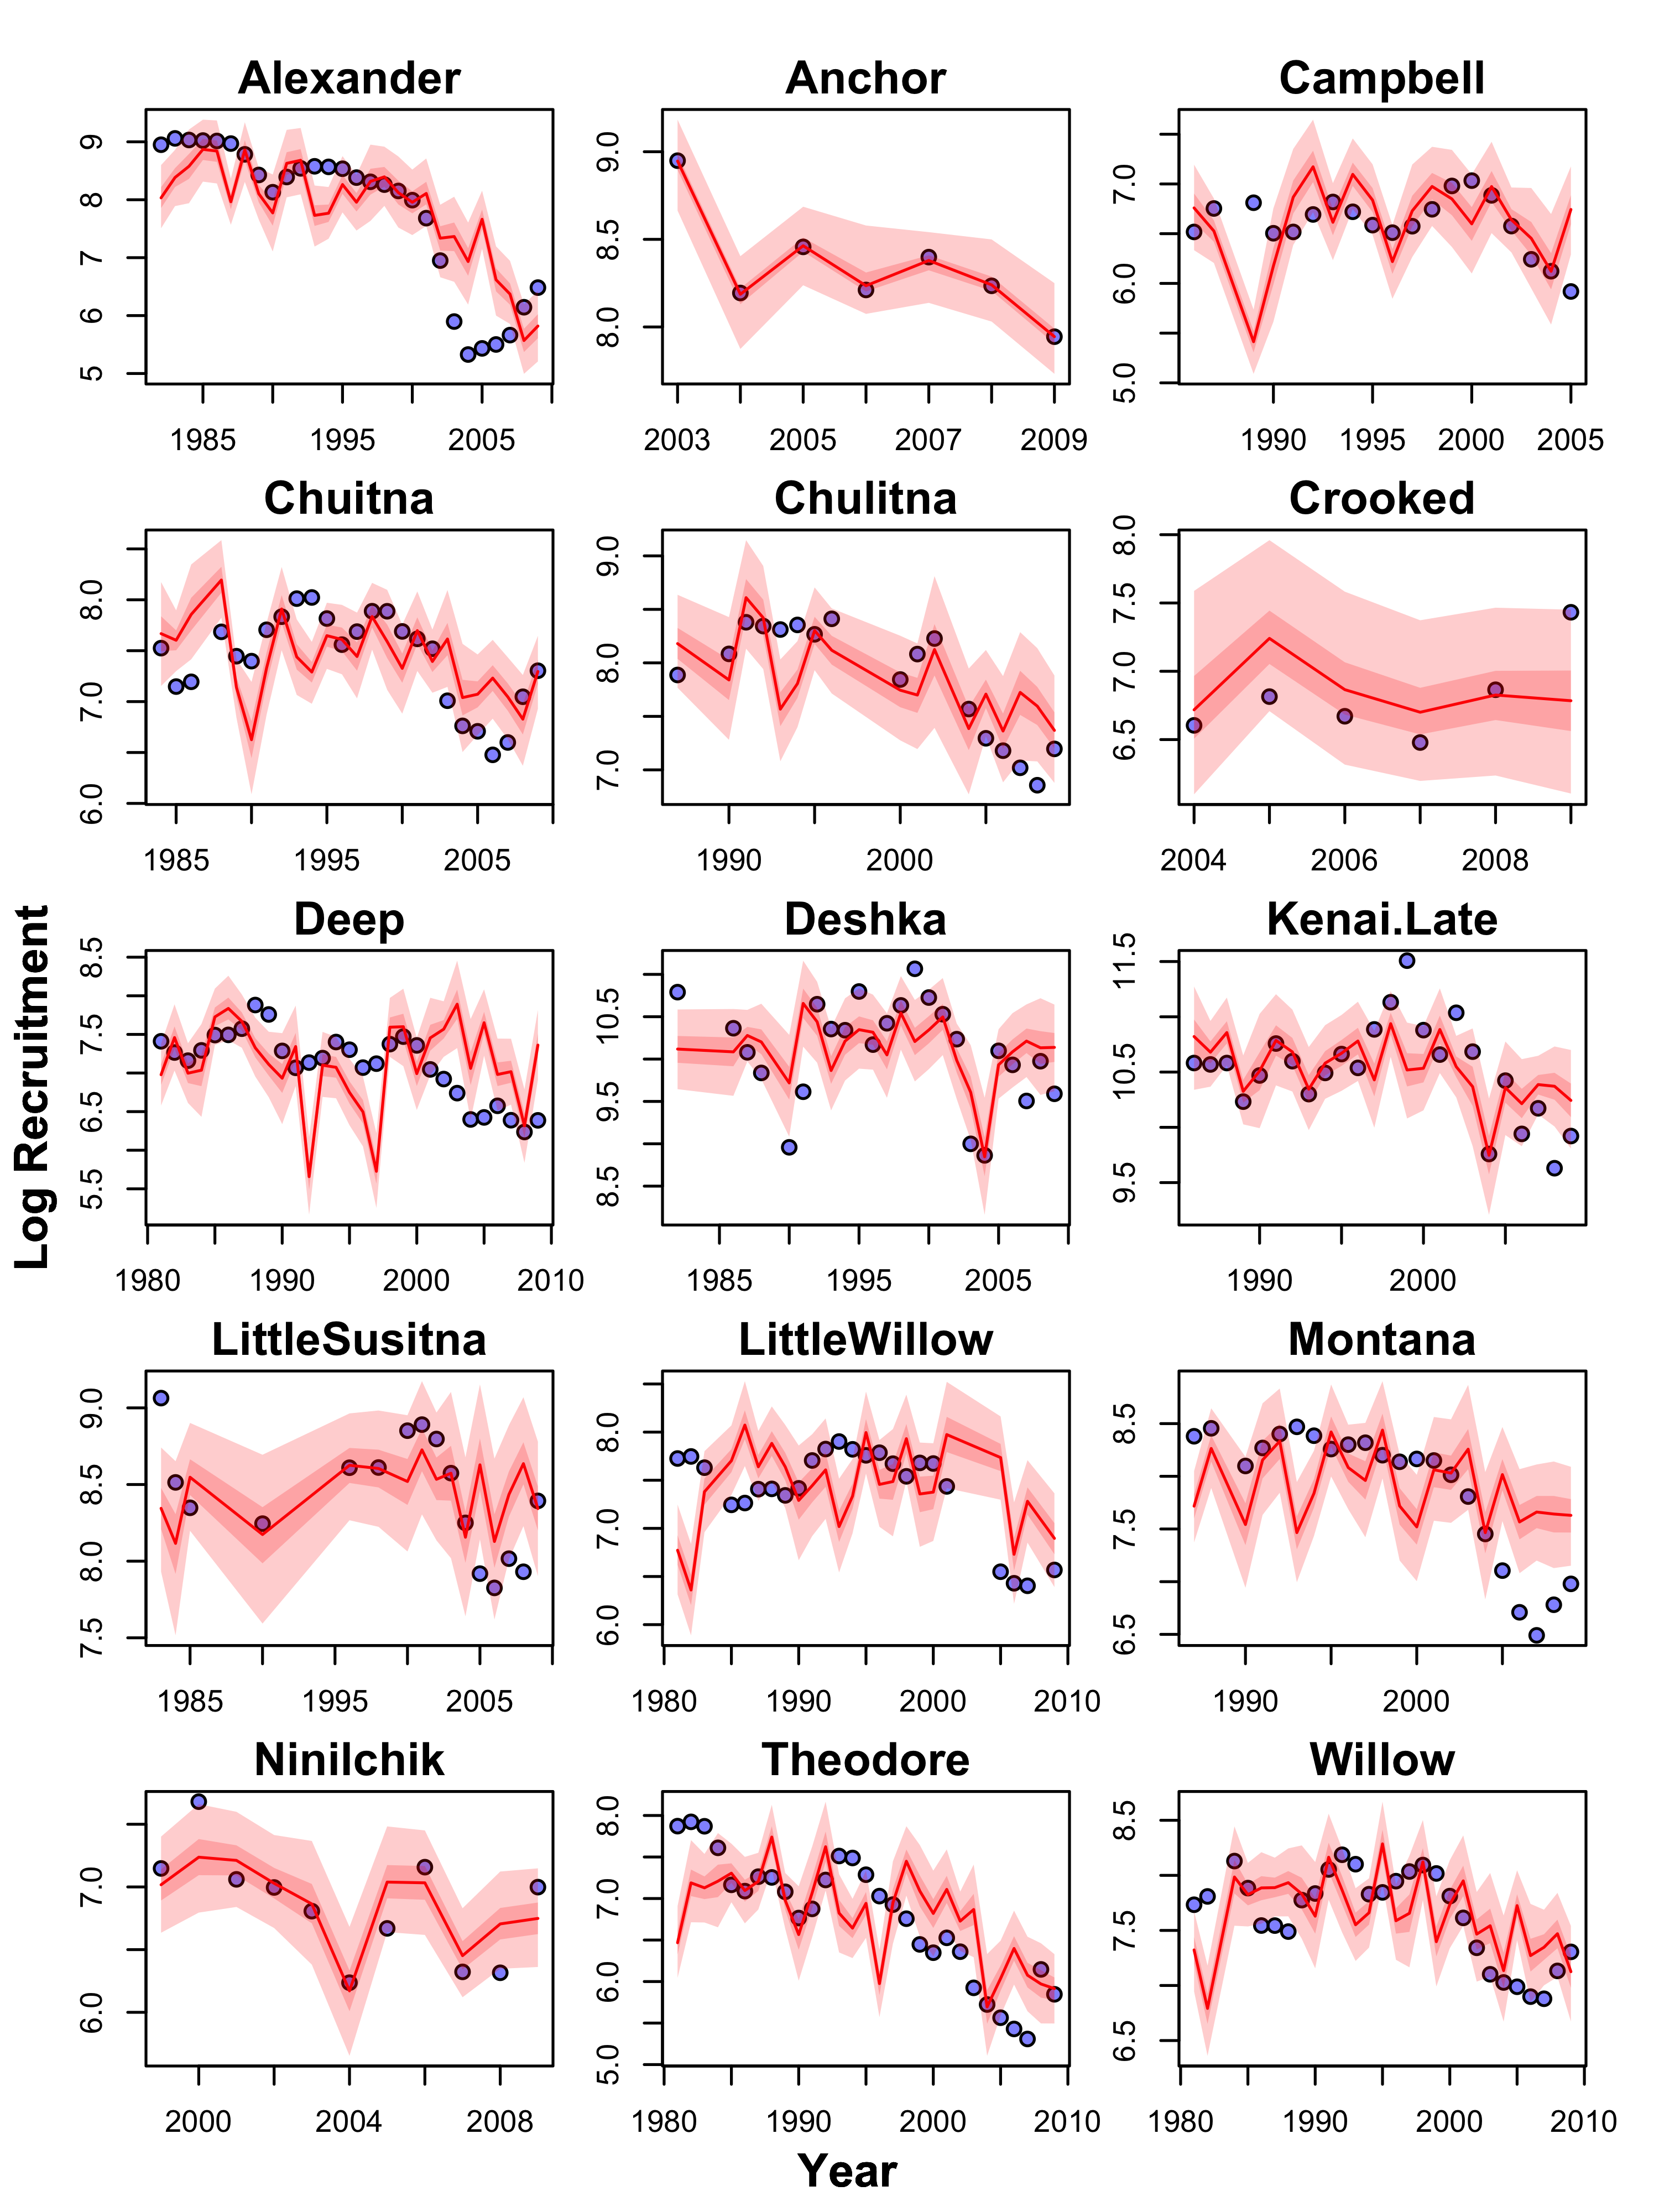 Alexander Anchor Campbell
9 8 7 6 5
9.0 8.5 8.0
7.0 6.0 5.0
1985 1995 2005
2003 2005 2007 2009
1990 1995 2000 2005
Chuitna Chulitna Crooked
8.0 7.0 6.0
9.0 8.0 7.0
8.0 7.5 7.0 6.5
1985 1995 2005
1990 2000
2004 2006 2008
Deep Deshka Kenai.Late
8.5 7.5 6.5 5.5
10.5 9.5 8.5
11.5 10.5 9.5
1980 1990 2000 2010
1985 1995 2005
1990 2000
LittleSusitna LittleWillow Montana
9.0 8.5 8.0 7.5
8.0 7.0 6.0
8.5 7.5 6.5
1985 1995 2005
1980 1990 2000 2010
1990 2000
Ninilchik Theodore Willow
7.0 6.0
8.0 7.0 6.0 5.0
8.5 7.5 6.5
2000 2004 2008
1980 1990 2000 2010
1980 1990 2000 2010
Log Recruitment
Year